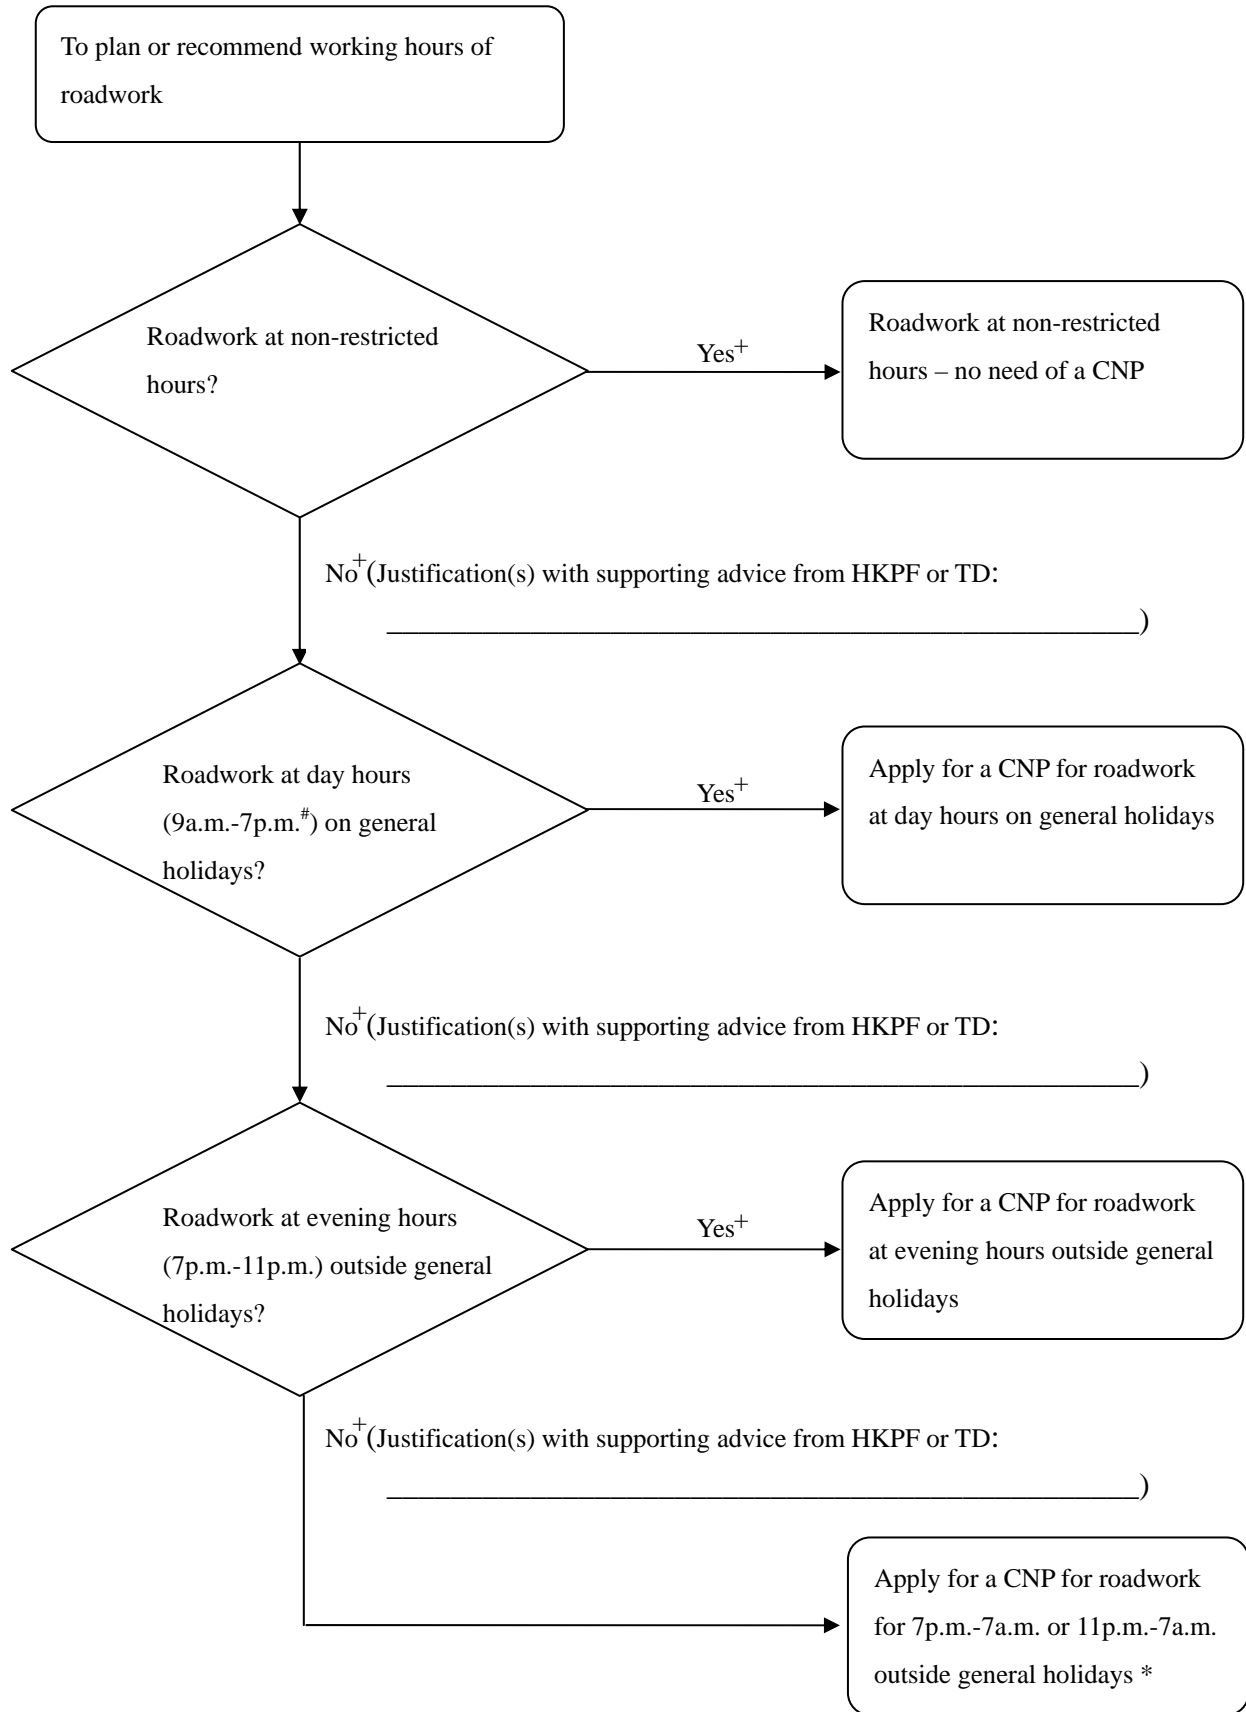 To plan or recommend working hours of
roadwork
Roadwork at non-restricted
hours?
Yes+
Roadwork at non-restricted
hours – no need of a CNP
No+(Justification(s) with supporting advice from HKPF or TD:
_______________________________________________)
Roadwork at day hours
(9a.m.-7p.m.#) on general
holidays?
Yes+
Apply for a CNP for roadwork
at day hours on general holidays
No+(Justification(s) with supporting advice from HKPF or TD:
_______________________________________________)
Roadwork at evening hours
(7p.m.-11p.m.) outside general
holidays?
Yes+
Apply for a CNP for roadwork
at evening hours outside general
holidays
No+(Justification(s) with supporting advice from HKPF or TD:
_______________________________________________)
Apply for a CNP for roadwork
for 7p.m.-7a.m. or 11p.m.-7a.m.
outside general holidays *